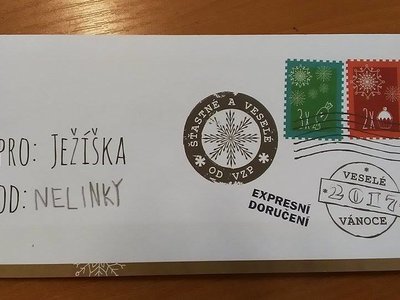 PRO: JEŽÍŠKA
OD: NELINKY
ŠŤASTNÉ A VESELÉ
OD VZP
EXPRESNÍ
DORUČENÍ
VESELÉ
2017
VÁNOCE